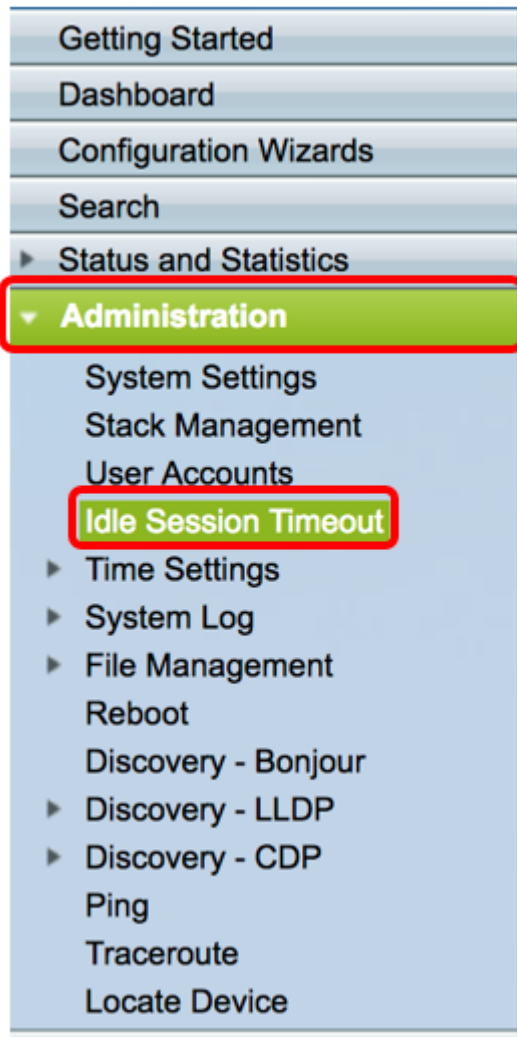 Getting Started
Dashboard
Configuration Wizards
Search
Status and Statistics
Administration
System Settings
Stack Management
User Accounts
Idle Session Timeout
Time Settings
System Log
File Management
Reboot
Discovery - Bonjour
Discovery - LLDP
Discovery - CDP
Ping
Traceroute
Locate Device